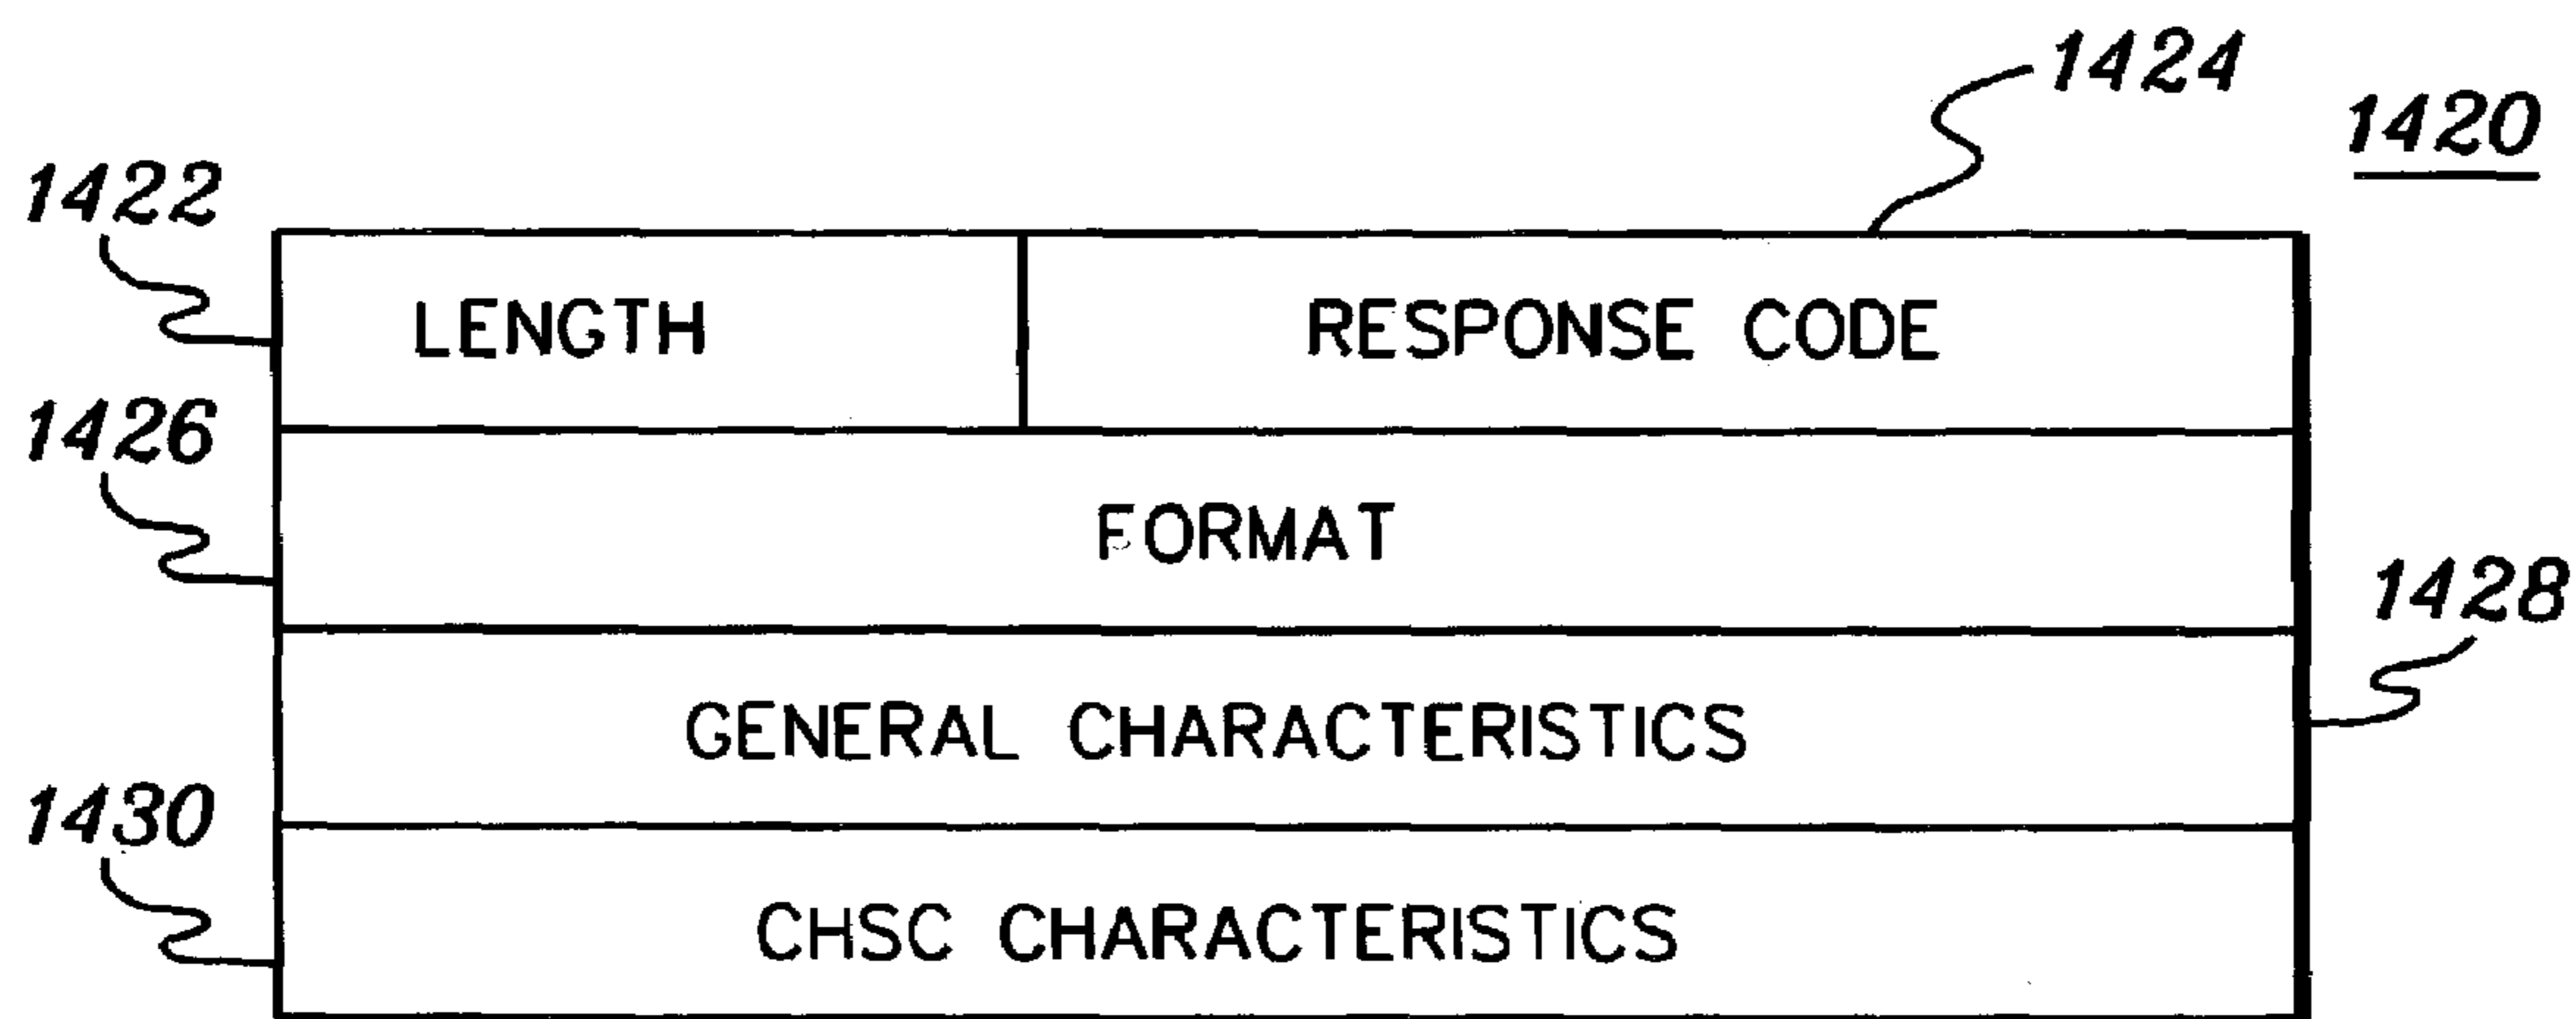 1424
1420
1422
LENGTH RESPONSE CODE
1426
FORMAT
1428
GENERAL CHARACTERISTICS
1430
CHSC CHARACTERISTICS